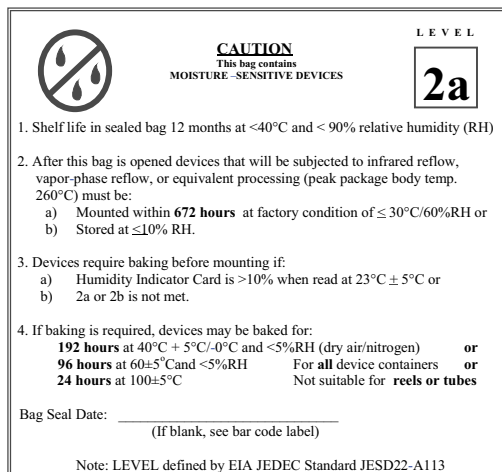 L E V E L
CAUTION
This bag contains
MOISTURE –SENSITIVE DEVICES
2a
1. Shelf life in sealed bag 12 months at <40°C and < 90% relative humidity (RH)
2. After this bag is opened devices that will be subjected to infrared reflow,
vapor-phase reflow, or equivalent processing (peak package body temp.
260°C) must be:
a) Mounted within 672 hours at factory condition of ≤ 30°C/60%RH or
b) Stored at ≤10% RH.
3. Devices require baking before mounting if:
a) Humidity Indicator Card is >10% when read at 23°C ± 5°C or
b) 2a or 2b is not met.
4. If baking is required, devices may be baked for:
192 hours at 40°C + 5°C/-0°C and <5%RH (dry air/nitrogen) or
96 hours at 60±5°Cand <5%RH For all device containers or
24 hours at 100±5°C Not suitable for reels or tubes
Bag Seal Date: ______________________________
(If blank, see bar code label)
Note: LEVEL defined by EIA JEDEC Standard JESD22-A113